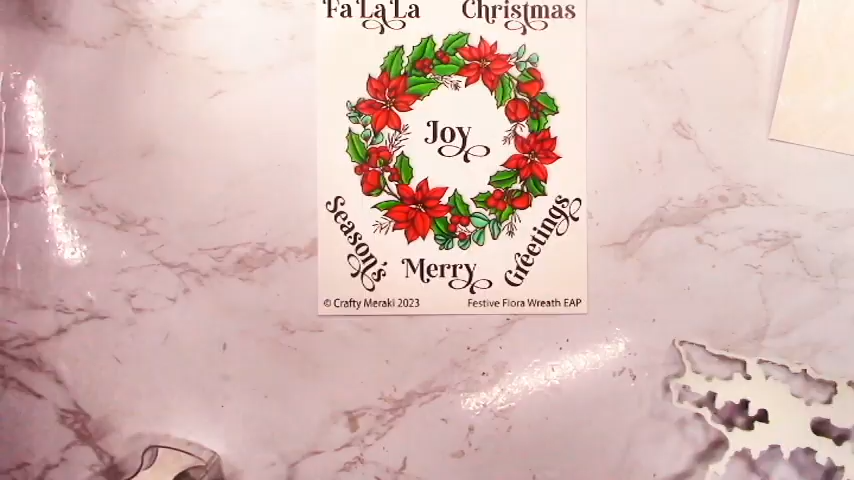 Fa La La Christmas
Joy
Season's Merry Greetings
© Crafty Meraki 2023 Festive Flora Wreath EAP